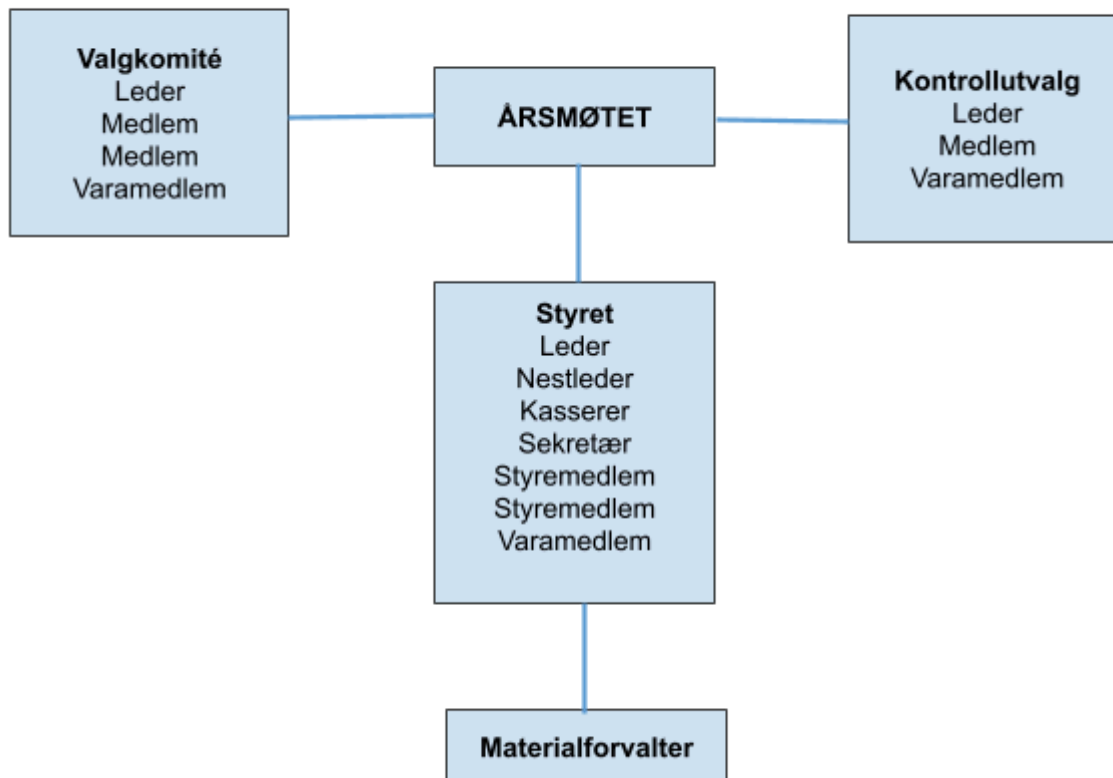 Valgkomité
Leder
Medlem
Medlem
Varamedlem
ÅRSMØTET
Kontrollutvalg
Leder
Medlem
Varamedlem
Styret
Leder
Nestleder
Kasserer
Sekretær
Styremedlem
Styremedlem
Varamedlem
Materialforvalter